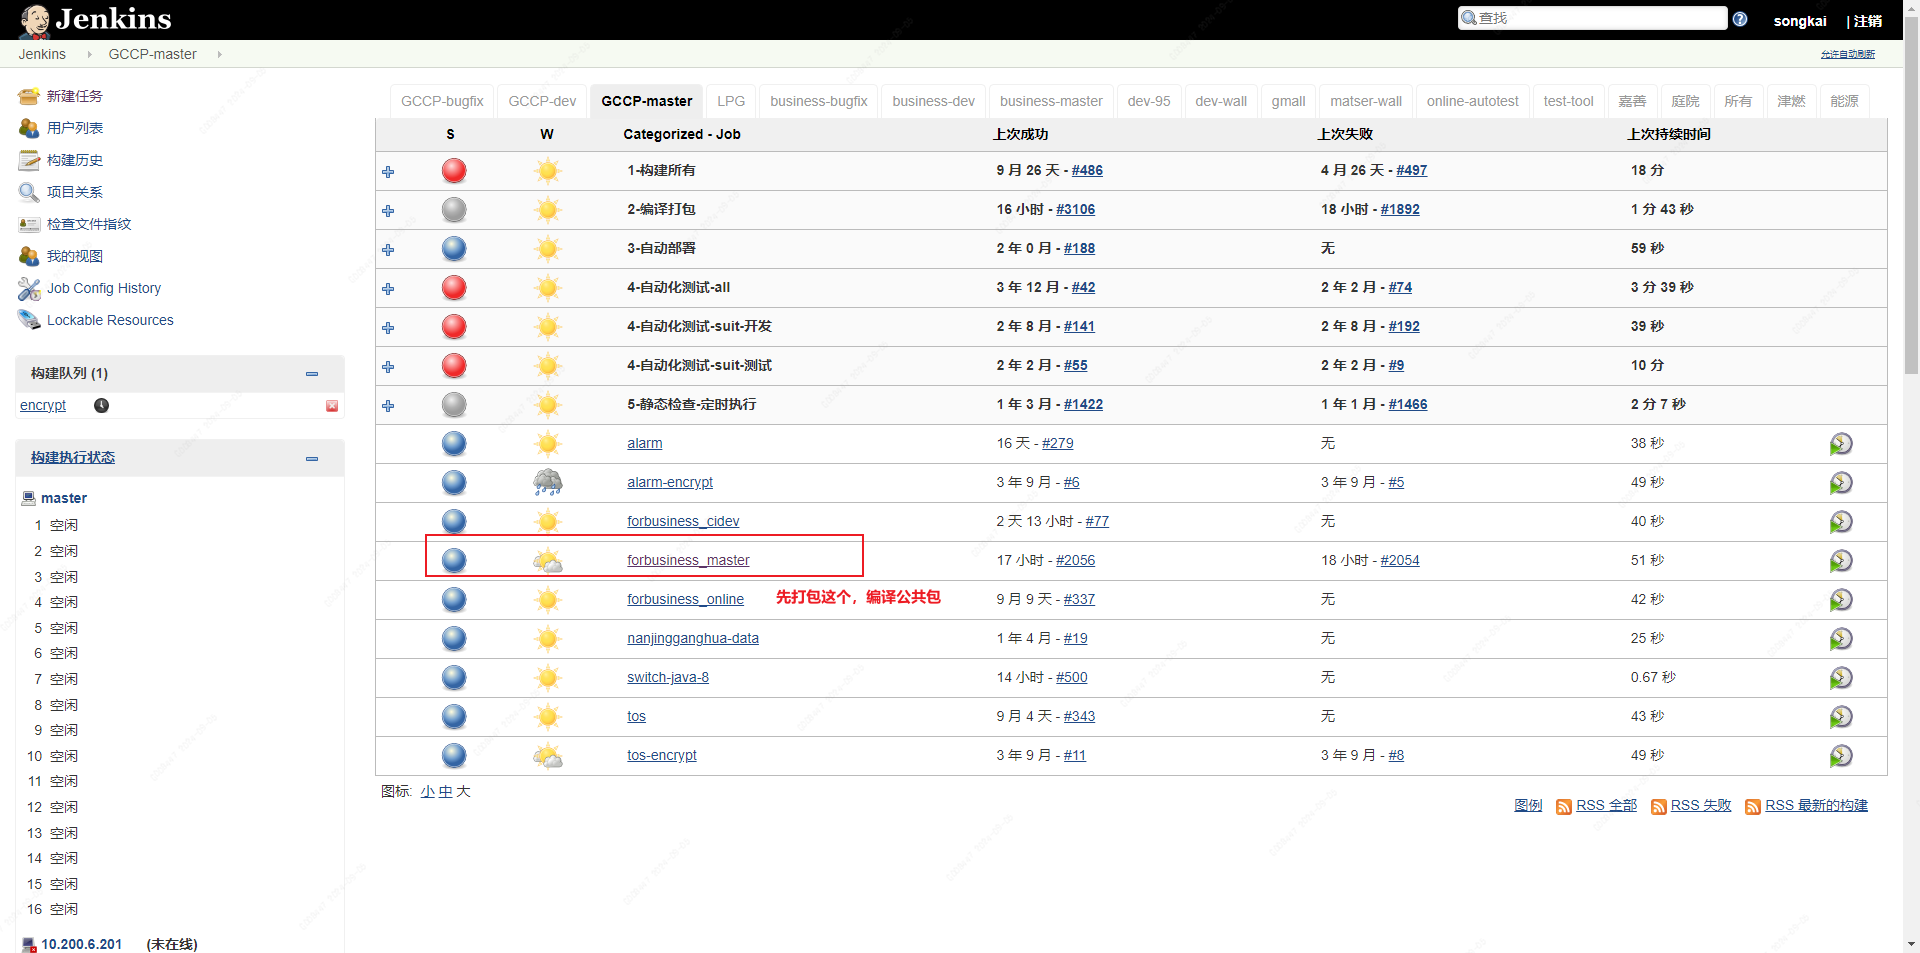 Jenkins
查找
songkai | 注销
Jenkins GCCP-master
允许自动刷新
新建任务
用户列表
构建历史
项目关系
检查文件指纹
我的视图
Job Config History
Lockable Resources
构建队列 (1)
encrypt
构建执行状态
master
1 空闲
2 空闲
3 空闲
4 空闲
5 空闲
6 空闲
7 空闲
8 空闲
9 空闲
10 空闲
11 空闲
12 空闲
13 空闲
14 空闲
15 空闲
16 空闲
10.200.6.201 (未在线)
GCCP-bugfix GCCP-dev GCCP-master LPG business-bugfix business-dev business-master dev-95 dev-wall gmall matser-wall online-autotest test-tool 嘉善 庭院 所有 津燃 能源
S W Categorized - Job 上次成功 上次失败 上次持续时间
1-构建所有 9 月 26 天 - #486 4 月 26 天 - #497 18 分
2-编译打包 16 小时 - #3106 18 小时 - #1892 1 分 43 秒
3-自动部署 2 年 0 月 - #188 无 59 秒
4-自动化测试-all 3 年 12 月 - #42 2 年 2 月 - #74 3 分 39 秒
4-自动化测试-suit-开发 2 年 8 月 - #141 2 年 8 月 - #192 39 秒
4-自动化测试-suit-测试 2 年 2 月 - #55 2 年 2 月 - #9 10 分
5-静态检查-定时执行 1 年 3 月 - #1422 1 年 1 月 - #1466 2 分 7 秒
alarm 16 天 - #279 无 38 秒
alarm-encrypt 3 年 9 月 - #6 3 年 9 月 - #5 49 秒
forbusiness_cidev 2 天 13 小时 - #77 无 40 秒
forbusiness_master 17 小时 - #2056 18 小时 - #2054 51 秒
forbusiness_online 9 月 9 天 - #337 无 42 秒
先打包这个，编译公共包
nanjingganghua-data 1 年 4 月 - #19 无 25 秒
switch-java-8 14 小时 - #500 无 0.67 秒
tos 9 月 4 天 - #343 无 43 秒
tos-encrypt 3 年 9 月 - #11 3 年 9 月 - #8 49 秒
图标: 小 中 大
图例 RSS 全部 RSS 失败 RSS 最新的构建